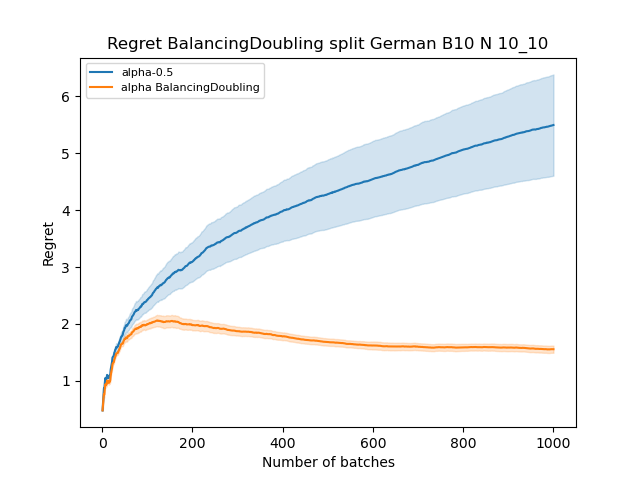 Regret BalancingDoubling split German B10 N 10_10
alpha-0.5
alpha BalancingDoubling
6
5
4
3
2
1
Regret
0
200
400
600
800
1000
Number of batches